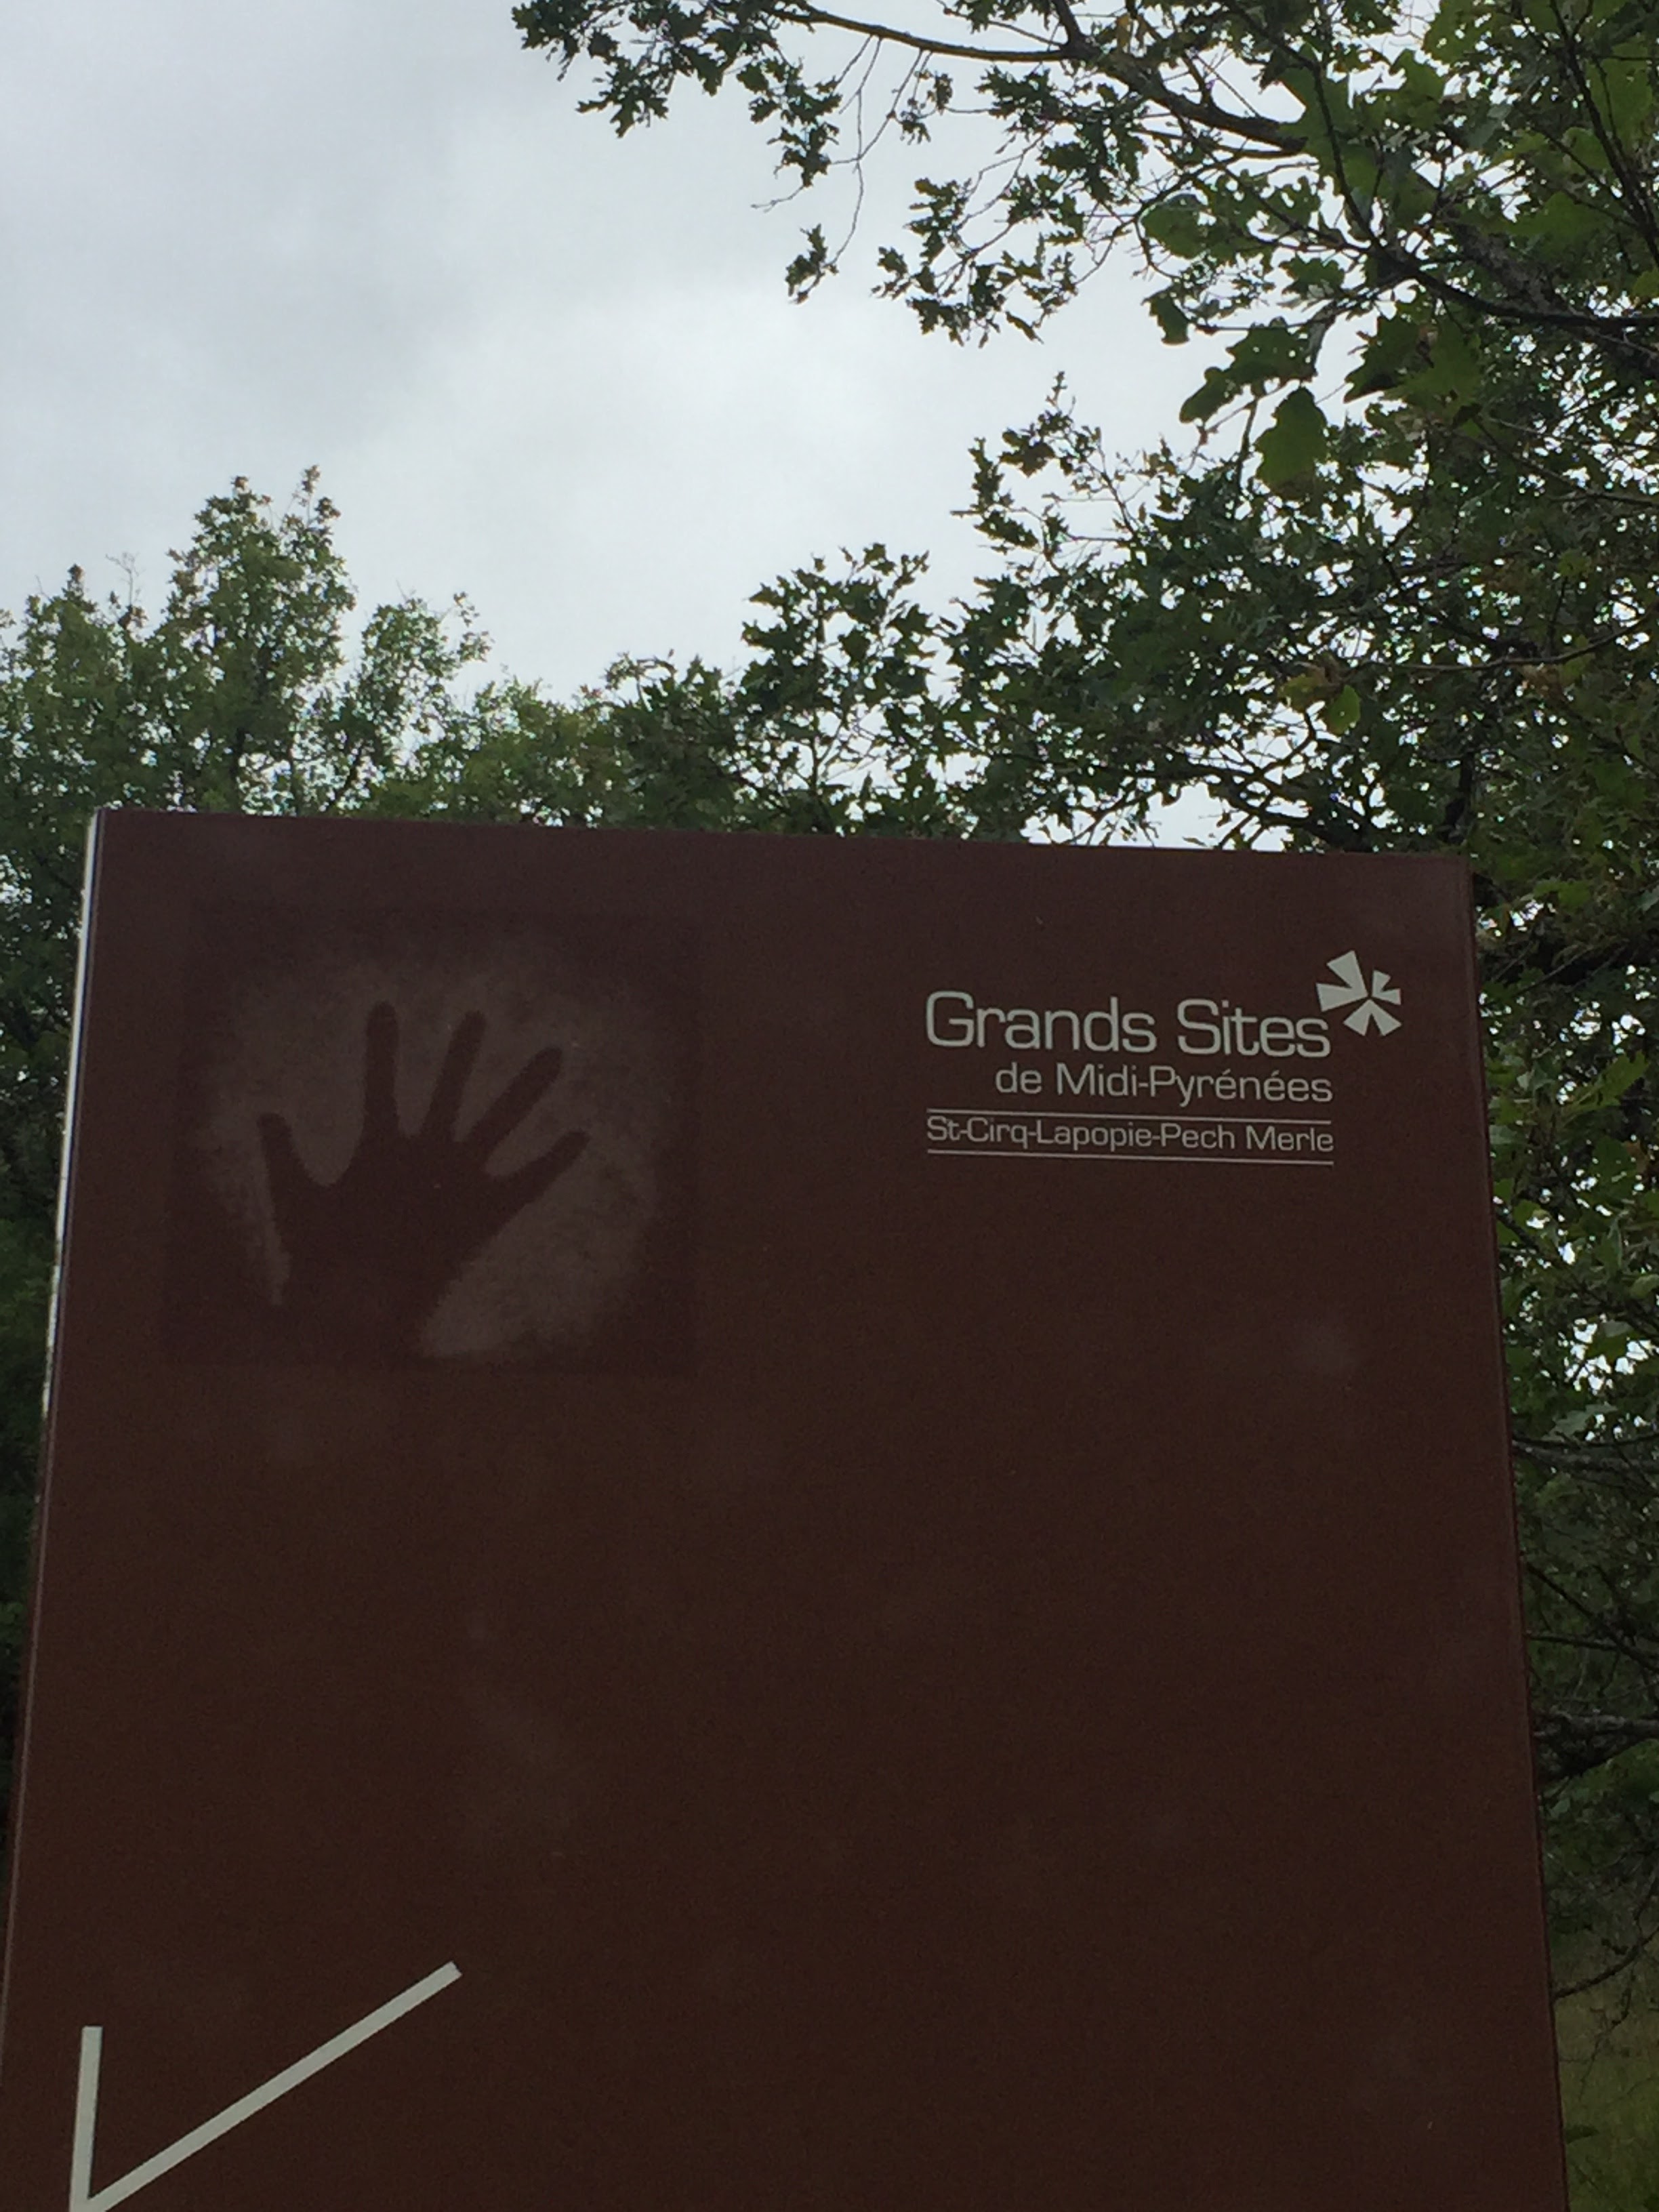 Grands Sites
de Midi-Pyrénées
St-Cirq-Lapopie-Pech Merle